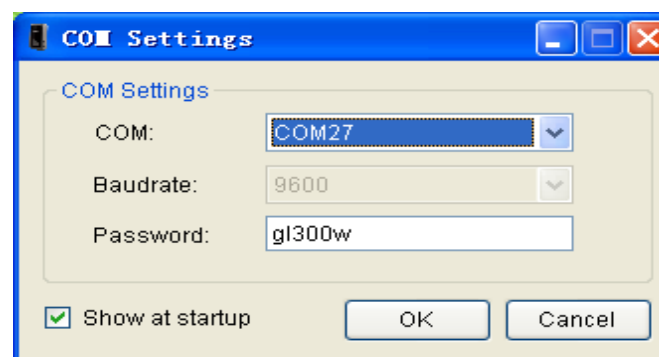 COM Settings
COM Settings
COM: COM27
Baudrate: 9600
Password: gl300w
Show at startup OK Cancel